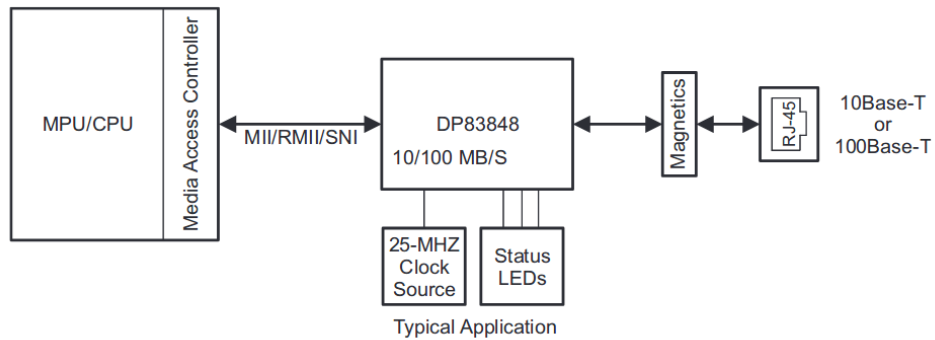 MPU/CPU
Media Access Controller
MII/RMII/SNI
DP83848
10/100 MB/S
Magnetics
RJ-45
10Base-T
or
100Base-T
25-MHZ
Clock
Source
Status
LEDs
Typical Application